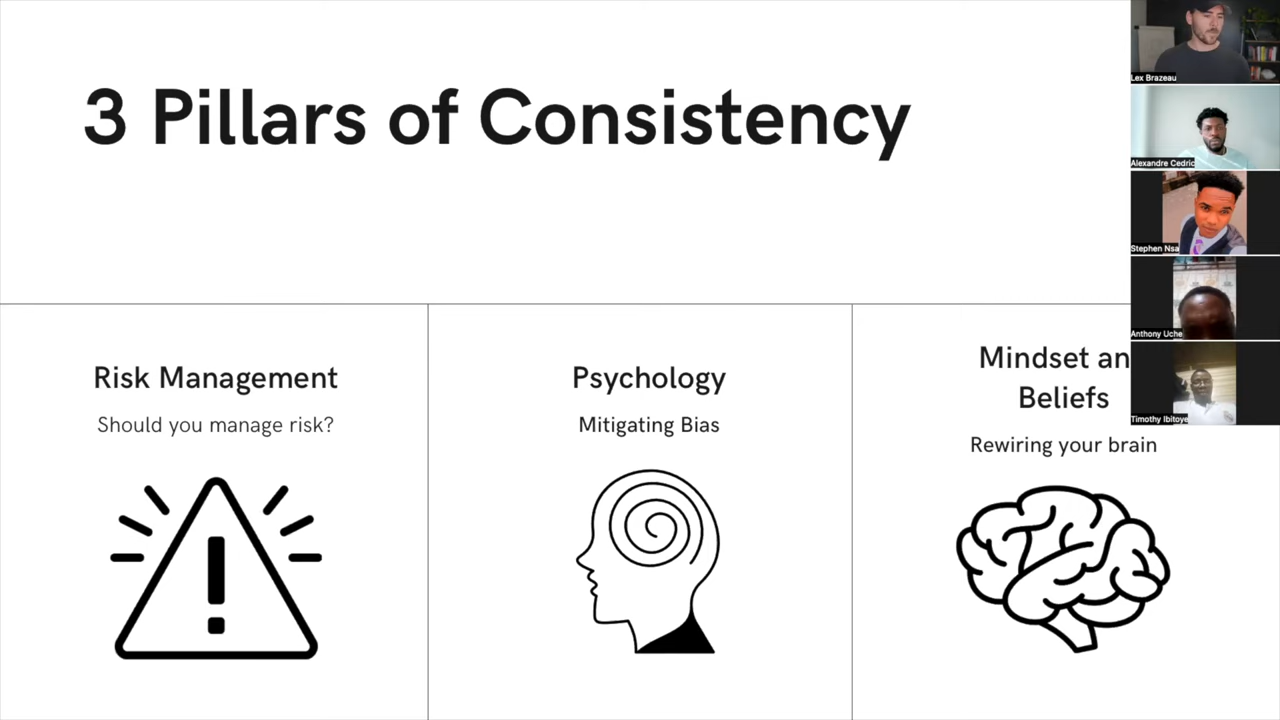 3 Pillars of Consistency
Risk Management
Should you manage risk?
Psychology
Mitigating Bias
Mindset an
Beliefs
Rewiring your brain
Lex Brazeau
Alexandre Cedric
Stephen Nsa
Anthony Uche
Timothy Ibitoye